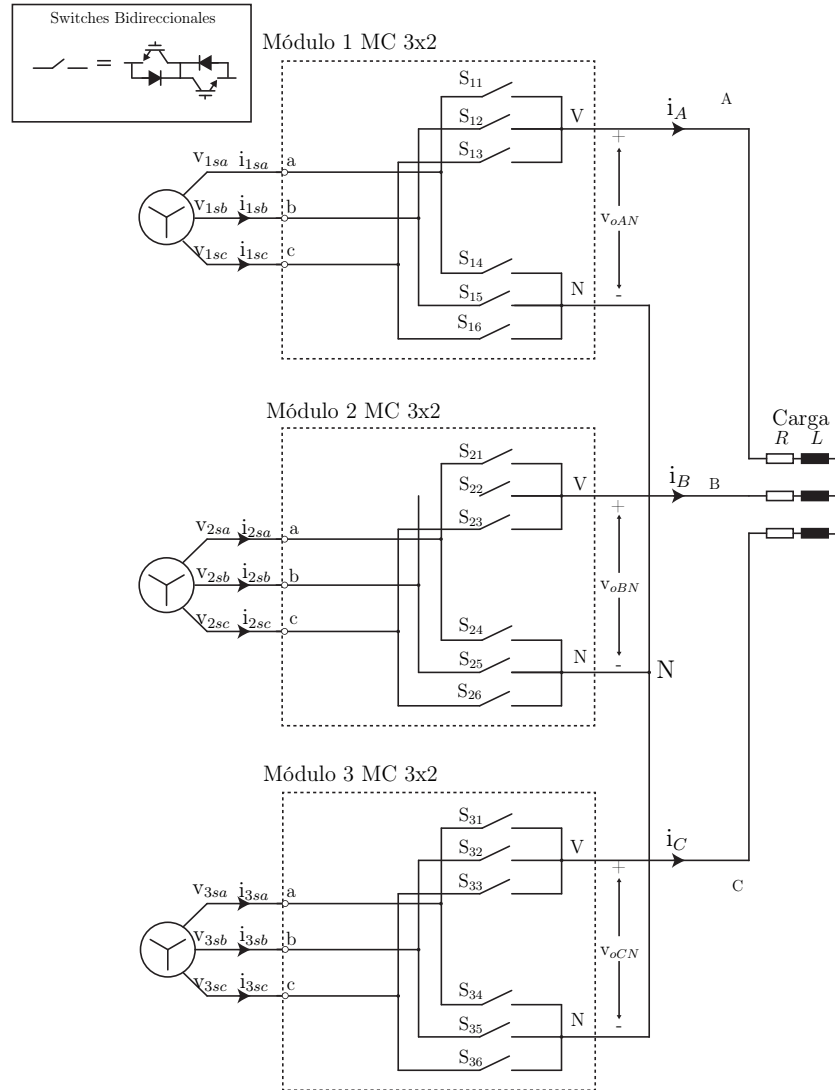 Switches Bidireccionales
=
Módulo 1 MC 3x2
S11
S12
S13
V
iA
A
+
v1sa i1sa a
v1sb i1sb b
v1sc i1sc c
voAN
S14
S15
S16
N
-
Módulo 2 MC 3x2
Carga
R L
S21
S22
S23
V
iB
B
+
v2sa i2sa a
v2sb i2sb b
v2sc i2sc c
voBN
S24
S25
S26
N
-
N
Módulo 3 MC 3x2
S31
S32
S33
V
iC
C
+
v3sa i3sa a
v3sb i3sb b
v3sc i3sc c
voCN
S34
S35
S36
N
-